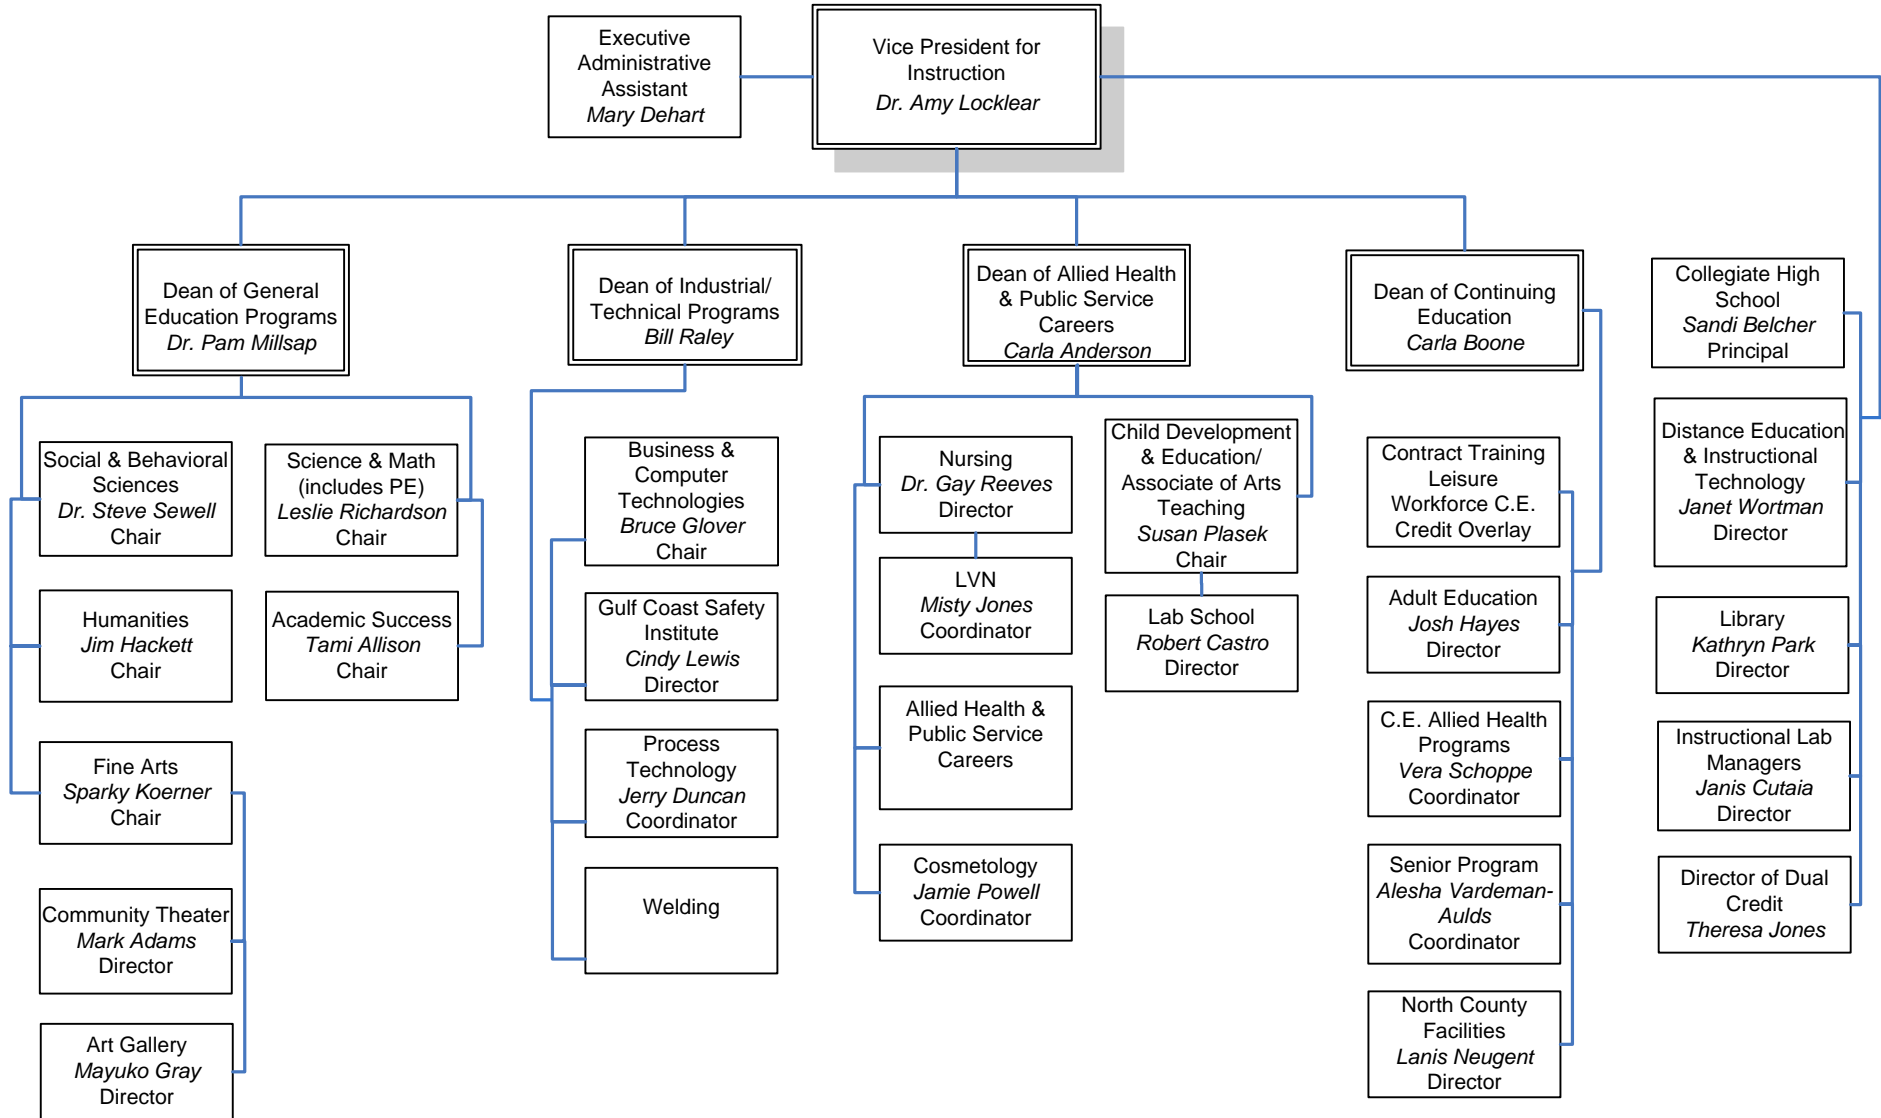 Executive
Administrative
Assistant
Mary Dehart
Vice President for
Instruction
Dr. Amy Locklear
Dean of General
Education Programs
Dr. Pam Millsap
Dean of Industrial/
Technical Programs
Bill Raley
Dean of Allied Health
& Public Service
Careers
Carla Anderson
Dean of Continuing
Education
Carla Boone
Collegiate High
School
Sandi Belcher
Principal
Social & Behavioral
Sciences
Dr. Steve Sewell
Chair
Science & Math
(includes PE)
Leslie Richardson
Chair
Humanities
Jim Hackett
Chair
Academic Success
Tami Allison
Chair
Fine Arts
Sparky Koerner
Chair
Community Theater
Mark Adams
Director
Art Gallery
Mayuko Gray
Director
Business &
Computer
Technologies
Bruce Glover
Chair
Gulf Coast Safety
Institute
Cindy Lewis
Director
Process
Technology
Jerry Duncan
Coordinator
Welding
Nursing
Dr. Gay Reeves
Director
LVN
Misty Jones
Coordinator
Allied Health &
Public Service
Careers
Cosmetology
Jamie Powell
Coordinator
Child Development
& Education/
Associate of Arts
Teaching
Susan Plasek
Chair
Lab School
Robert Castro
Director
Contract Training
Leisure
Workforce C.E.
Credit Overlay
Adult Education
Josh Hayes
Director
C.E. Allied Health
Programs
Vera Schoppe
Coordinator
Senior Program
Alesha Vardeman-
Aulds
Coordinator
North County
Facilities
Lanis Neugent
Director
Distance Education
& Instructional
Technology
Janet Wortman
Director
Library
Kathryn Park
Director
Instructional Lab
Managers
Janis Cutaia
Director
Director of Dual
Credit
Theresa Jones